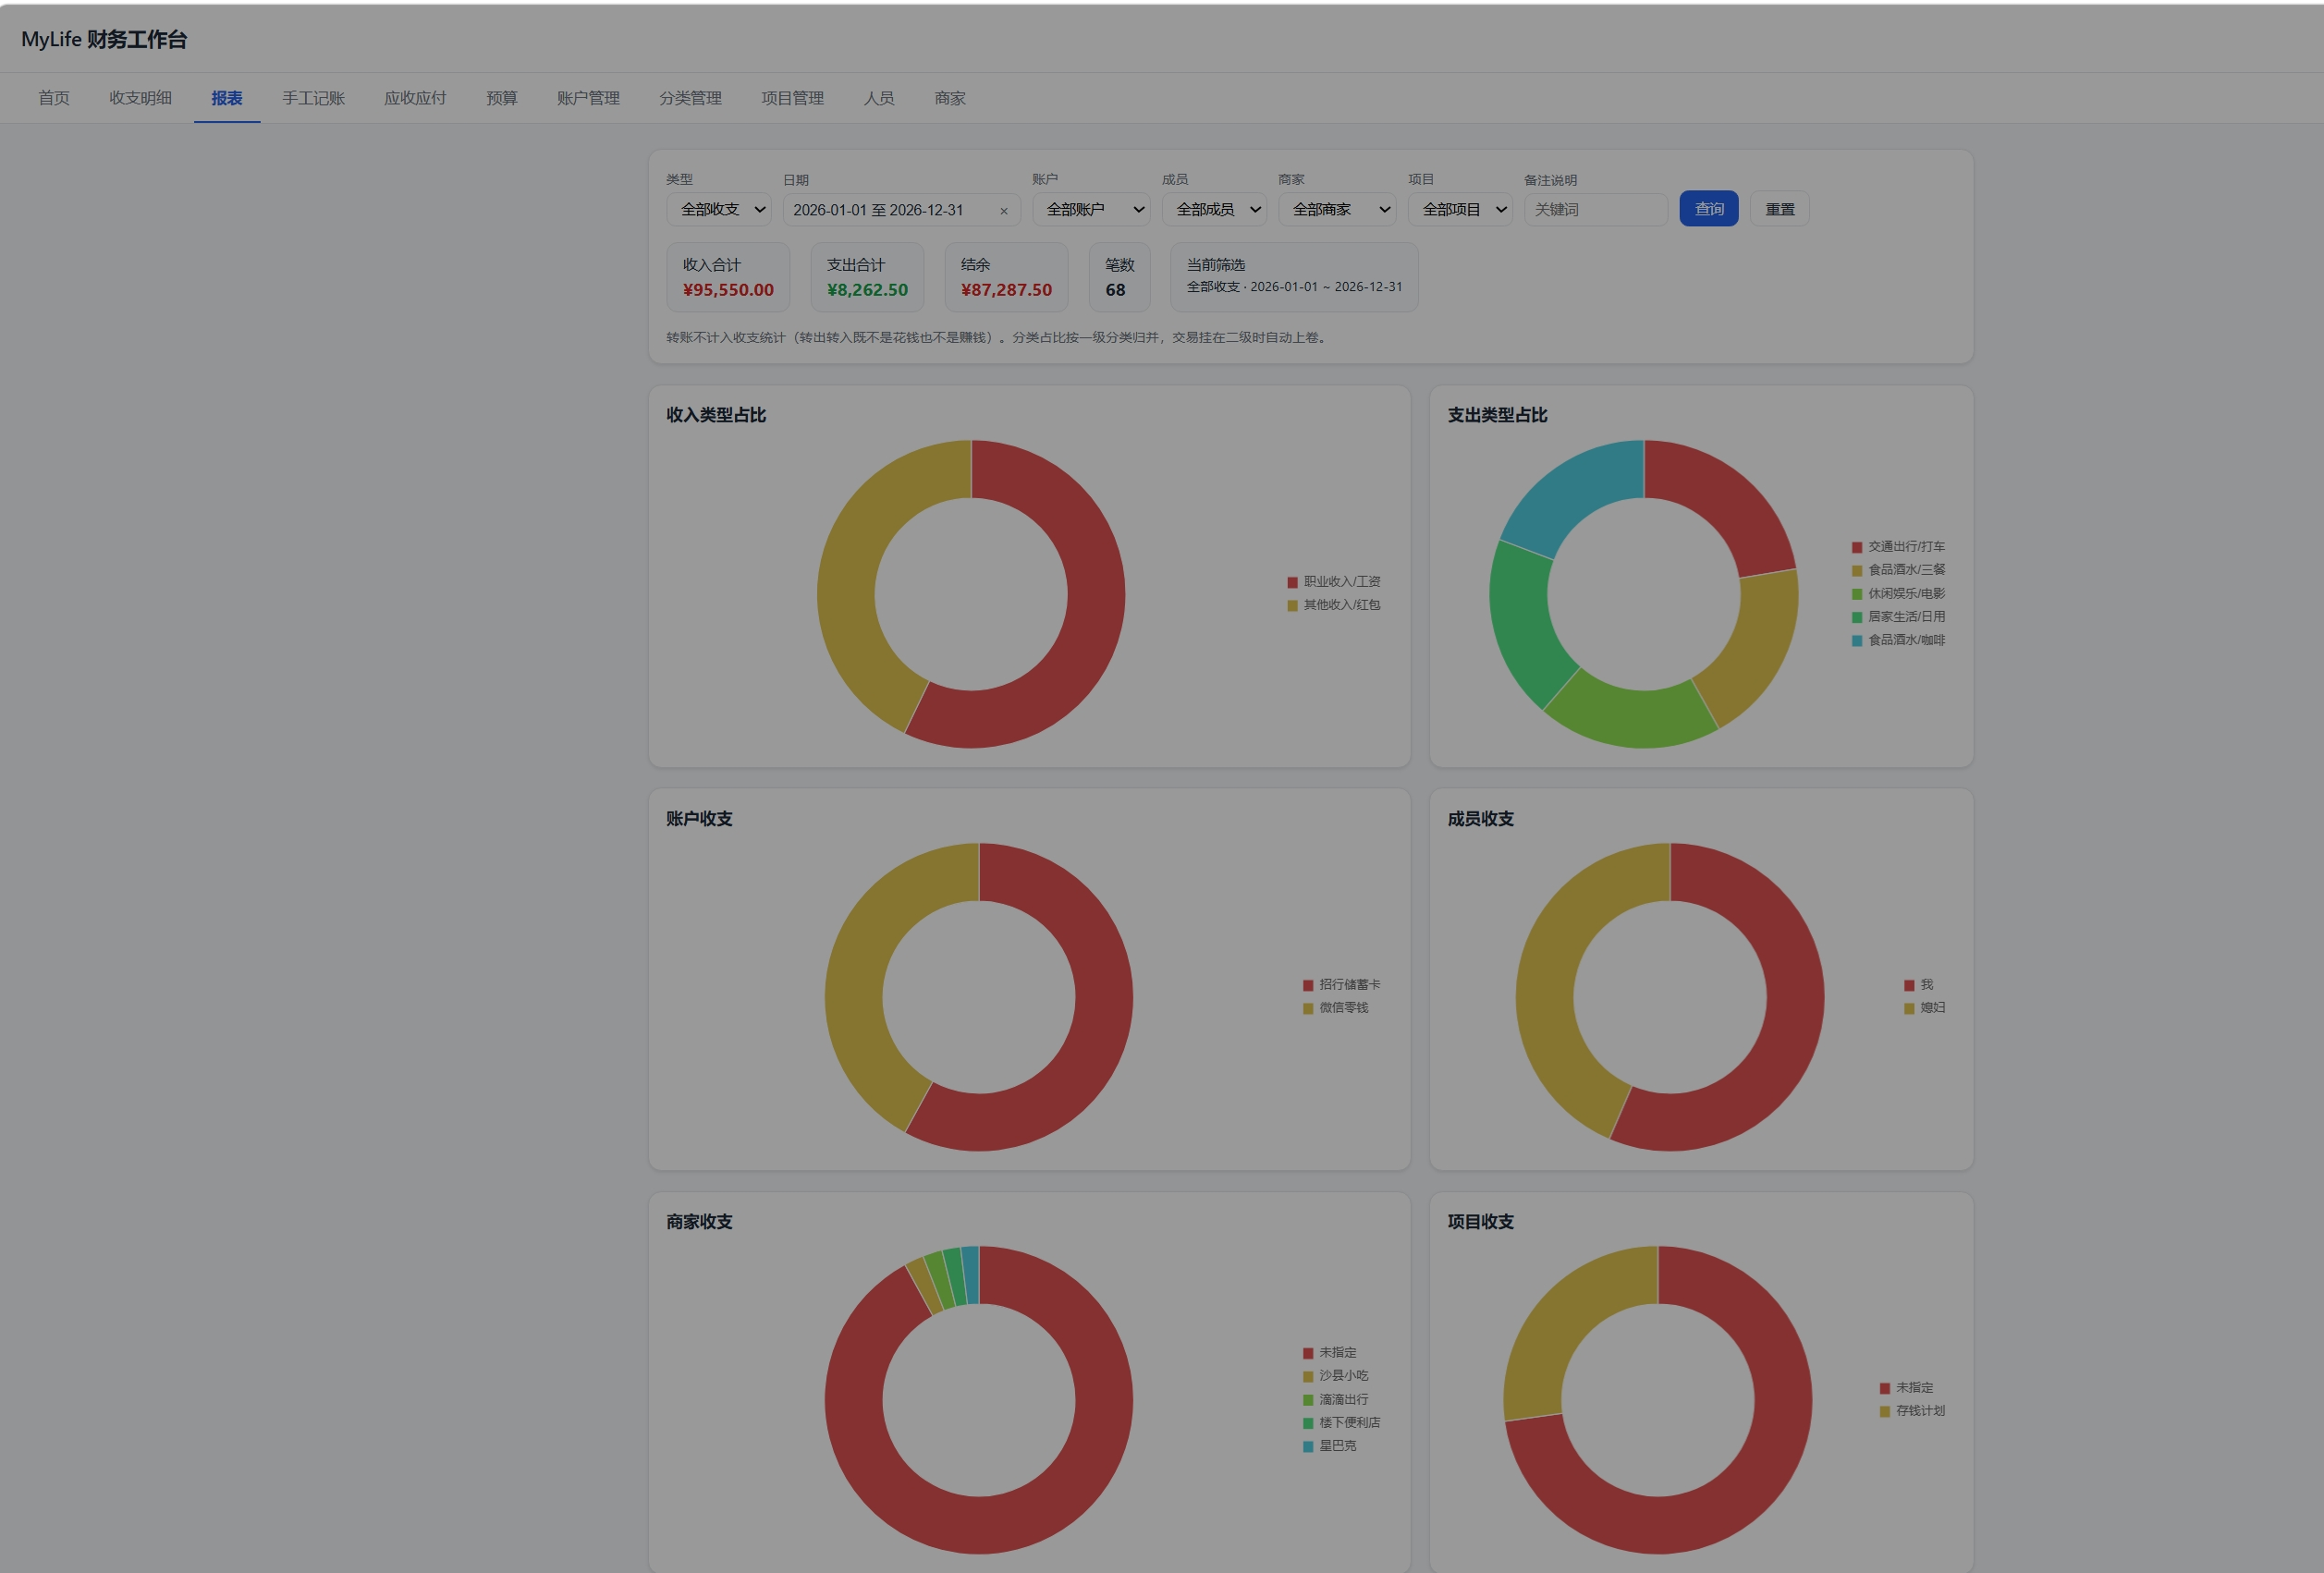 MyLife 财务工作台
首页 收支明细 报表 手工记账 应收应付 预算 账户管理 分类管理 项目管理 人员 商家
类型 日期 账户 成员 商家 项目 备注说明
全部收支 2026-01-01 至 2026-12-31 × 全部账户 全部成员 全部商家 全部项目 关键词 查询 重置
收入合计 支出合计 结余 笔数 当前筛选
¥95,550.00 ¥8,262.50 ¥87,287.50 68 全部收支 · 2026-01-01 ~ 2026-12-31
转账不计入收支统计（转出转入既不是花钱也不是赚钱）。分类占比按一级分类归并，交易挂在二级时自动上卷。
收入类型占比
职业收入/工资
其他收入/红包
支出类型占比
交通出行/打车
食品酒水/三餐
休闲娱乐/电影
居家生活/日用
食品酒水/咖啡
账户收支
招行储蓄卡
微信零钱
成员收支
我
媳妇
商家收支
未指定
沙县小吃
滴滴出行
楼下便利店
星巴克
项目收支
未指定
存钱计划